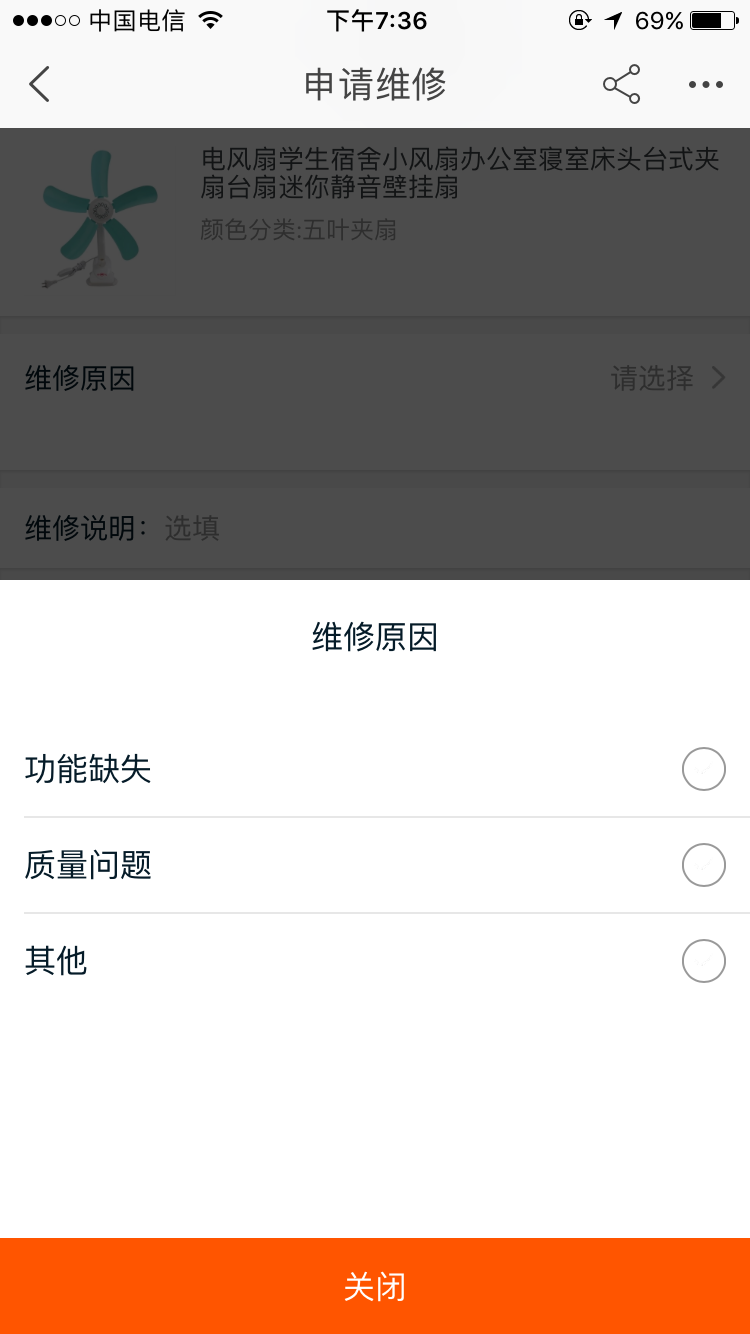 中国电信 下午7:36 69%
申请维修
电风扇学生宿舍小风扇办公室寝室床头台式夹
扇台扇迷你静音壁挂扇
颜色分类:五叶夹扇
维修原因 请选择
维修说明: 选填
维修原因
功能缺失
质量问题
其他
关闭